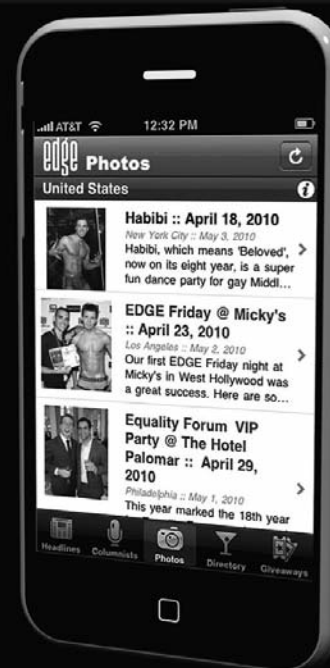 AT&T 12:32 PM
edge Photos
United States
Habibi :: April 18, 2010
New York City :: May 3, 2010
Habibi, which means 'Beloved',
now on its eight year, is a super
fun dance party for gay Middl...
EDGE Friday @ Micky's
:: April 23, 2010
Los Angeles :: May 2, 2010
Our first EDGE Friday night at
Micky's in West Hollywood was
a great success. Here are so...
Equality Forum VIP
Party @ The Hotel
Palomar :: April 29,
2010
Philadelphia :: May 1, 2010
This year marked the 18th year
Headlines Columnists Photos Directory Giveaways